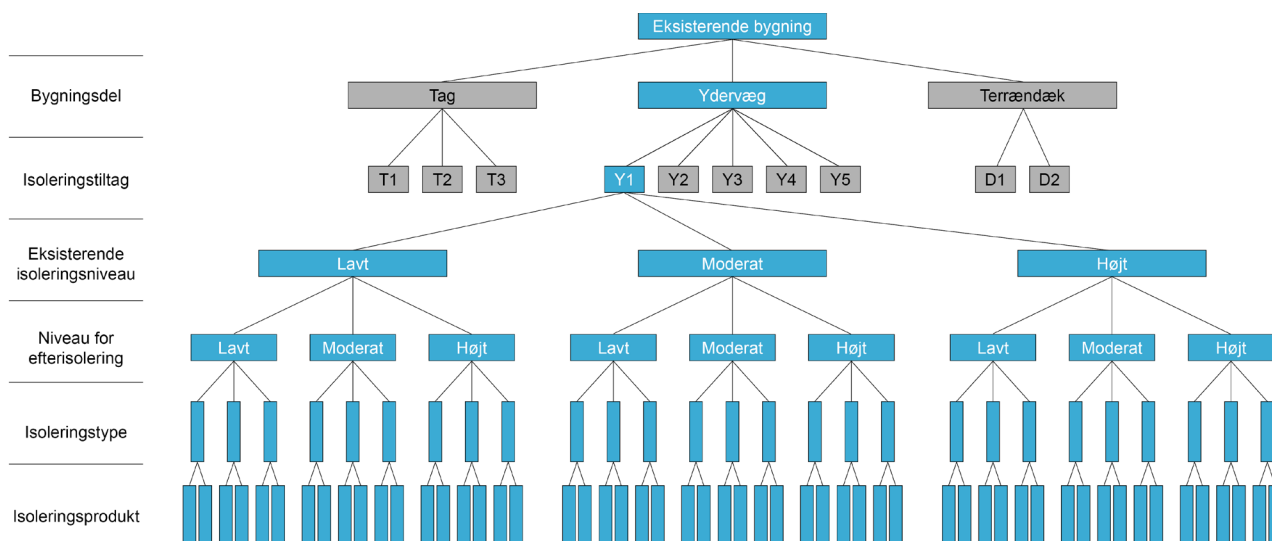 Eksisterende bygning
Bygningsdel
Tag
Ydervæg
Terrændæk
Isoleringstiltag
T1
T2
T3
Y1
Y2
Y3
Y4
Y5
D1
D2
Eksisterende
isoleringsniveau
Lavt
Moderat
Højt
Niveau for
efterisolering
Lavt
Moderat
Højt
Lavt
Moderat
Højt
Lavt
Moderat
Højt
Isoleringstype
Isoleringsprodukt